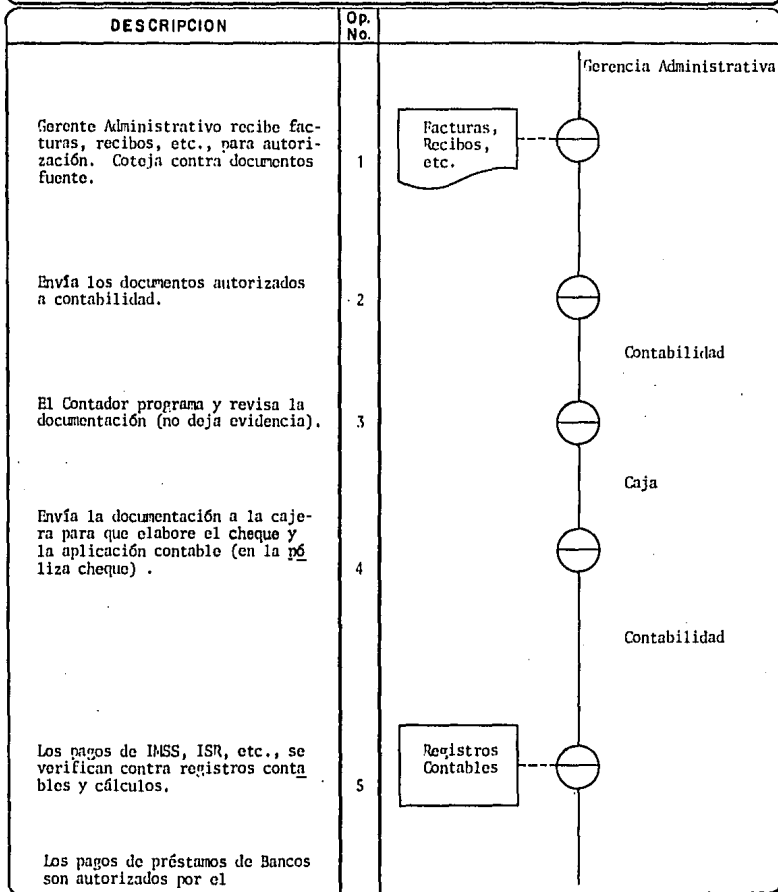 DESCRIPCION
Op.
No.
Gerencia Administrativa
Gerente Administrativo recibe fac-
turas, recibos, etc., para autori-
zación. Coteja contra documentos
fuente.
1
Facturas,
Recibos,
etc.
Envía los documentos autorizados
a contabilidad.
2
Contabilidad
El Contador programa y revisa la
documentación (no deja evidencia).
3
Caja
Envía la documentación a la caje-
ra para que elabore el cheque y
la aplicación contable (en la pó
liza cheque) .
4
Contabilidad
Los pagos de IMSS, ISR, etc., se
verifican contra registros conta
bles y cálculos.
5
Registros
Contables
Los pagos de préstamos de Bancos
son autorizados por el